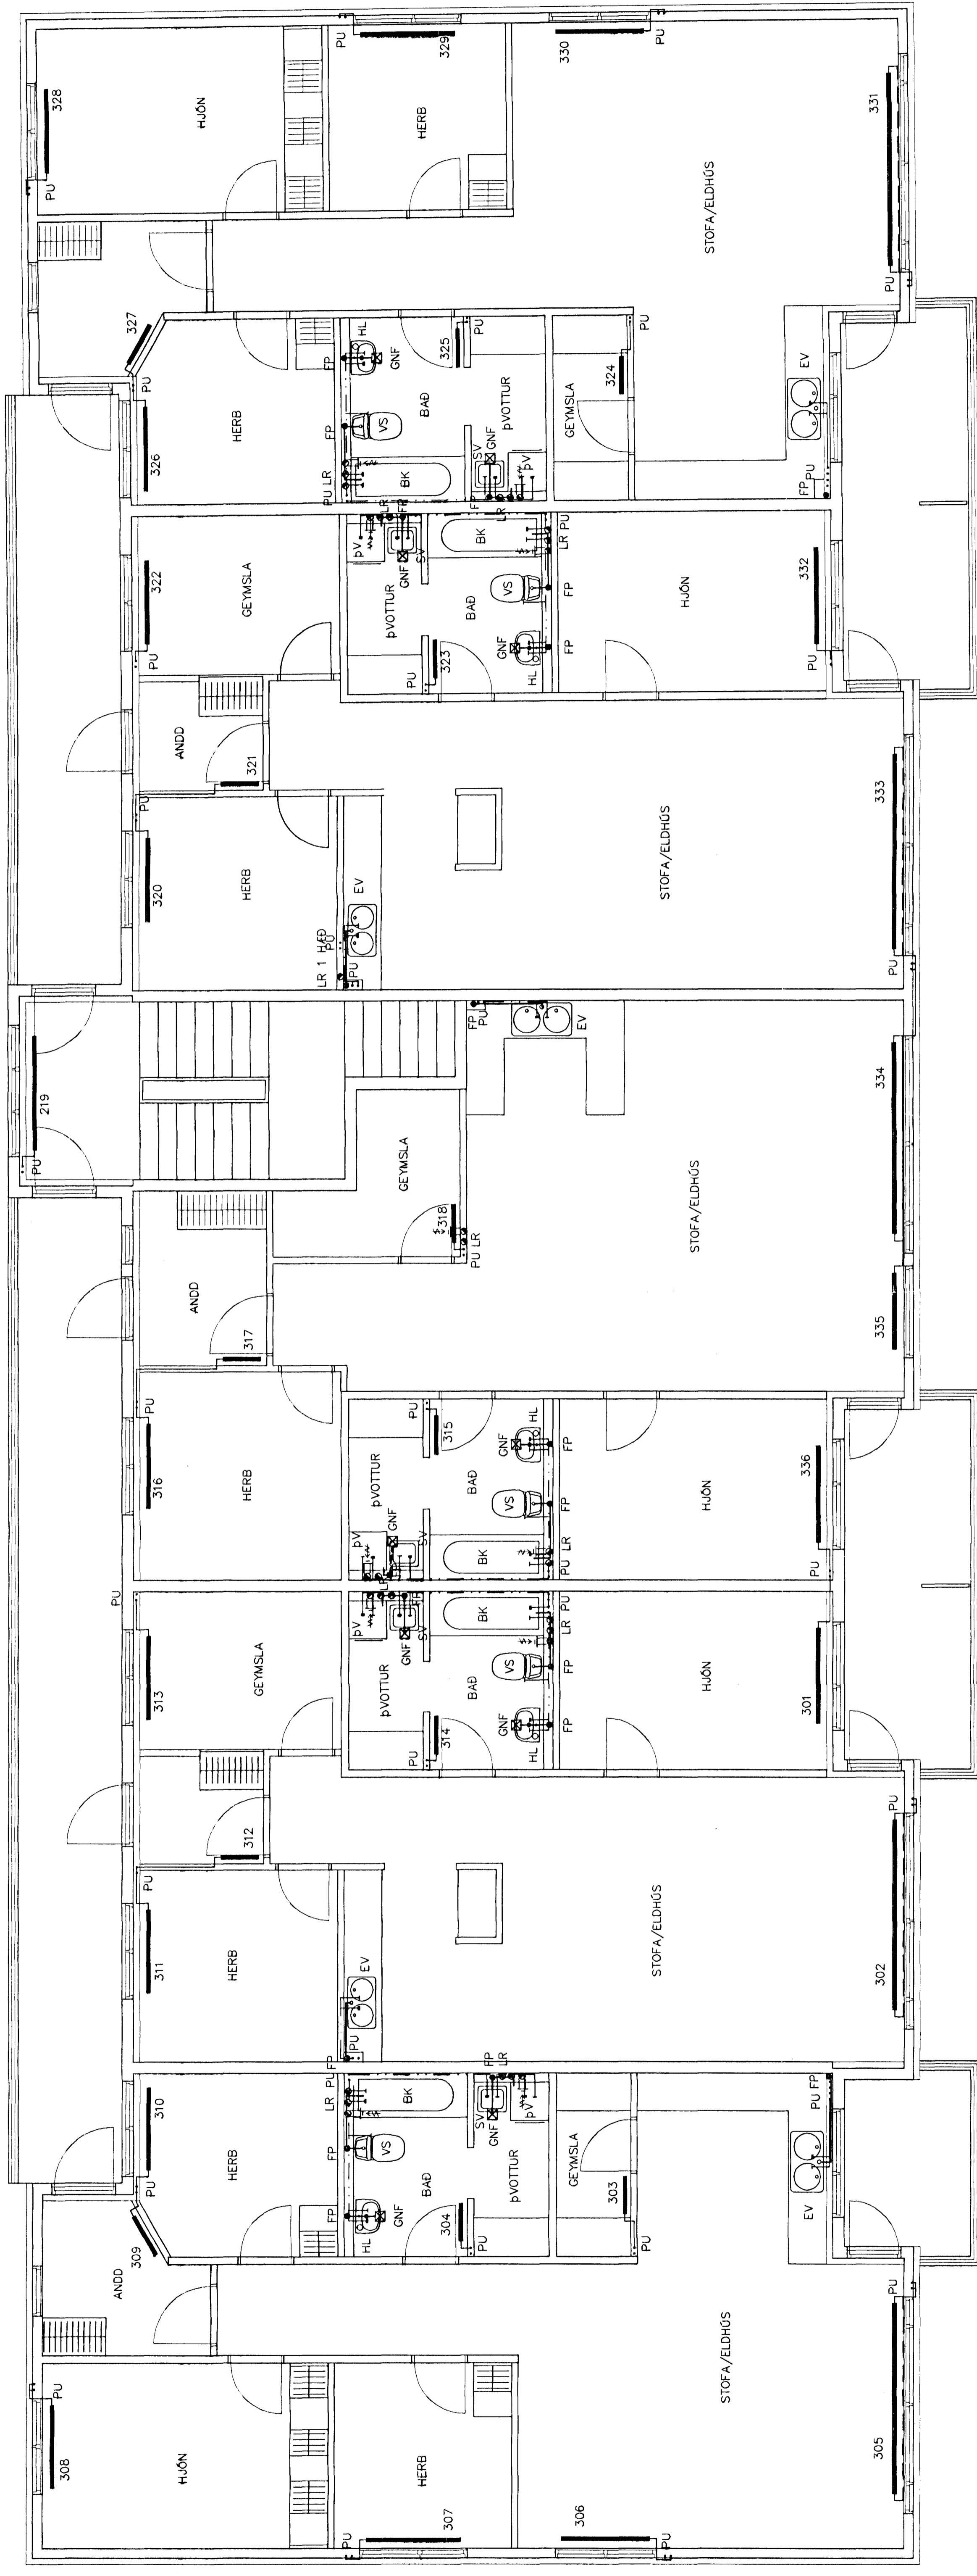 308
PU
HJÓN
PU
307
HERB
306
PU
305
STOFA/ELDHÚS
PU
ANDD
309
PU
310
HERB
FP
LR PU FP
HL
GNF
VS
BK
BAÐ
304
PU
SV
GNF
FP
LR
ÞV
ÞVOTTUR
GEYMSLA
303
PU
EV
PU FP
311
PU
HERB
EV
PU
312
302
STOFA/ELDHÚS
PU
313
PU
GEYMSLA
ÞV
ÞVOTTUR
GNF
SV
LR
FP
314
PU
BAÐ
BK
VS
GNF
HL
FP
FP
LR PU
HJÓN
301
316
PU
HERB
317
ANDD
ÞV
GNF
SV
ÞVOTTUR
PU
315
BAÐ
BK
VS
GNF
HL
PU LR
FP
FP
HJÓN
336
PU
335
334
STOFA/ELDHÚS
318
PU LR
GEYMSLA
219
PU
FP
PU
EV
320
PU
HERB
LR 1 HÆÐ
PU
PU
EV
321
ANDD
STOFA/ELDHÚS
333
PU
322
PU
GEYMSLA
ÞV
ÞVOTTUR
GNF
SV
LR
FP
323
PU
BAÐ
BK
VS
GNF
HL
FP
FP
LR PU
HJÓN
332
PU
326
PU
327
HERB
FP
FP
PU LR
HL
GNF
VS
BK
BAÐ
325
PU
SV
GNF
FP
LR
ÞV
ÞVOTTUR
GEYMSLA
324
PU
EV
FP PU
328
PU
HJÓN
PU
329
HERB
330
PU
STOFA/ELDHÚS
331
PU